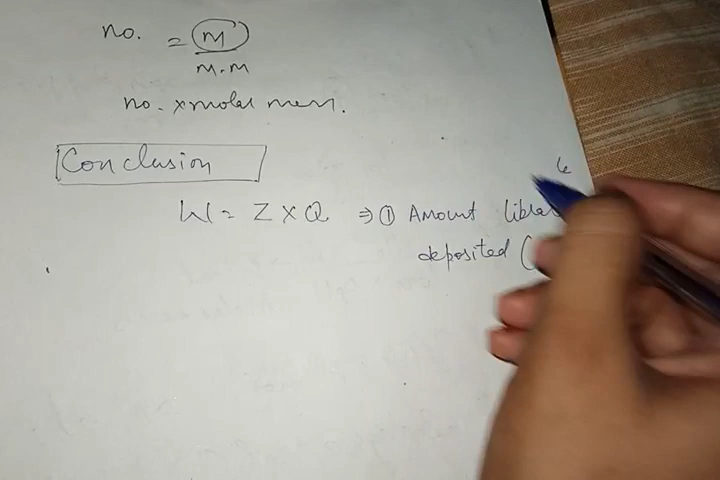 no. = M
M.M
no. x molar mass.
Conclusion
W = Z X Q ⇒ ① Amount
deposited (